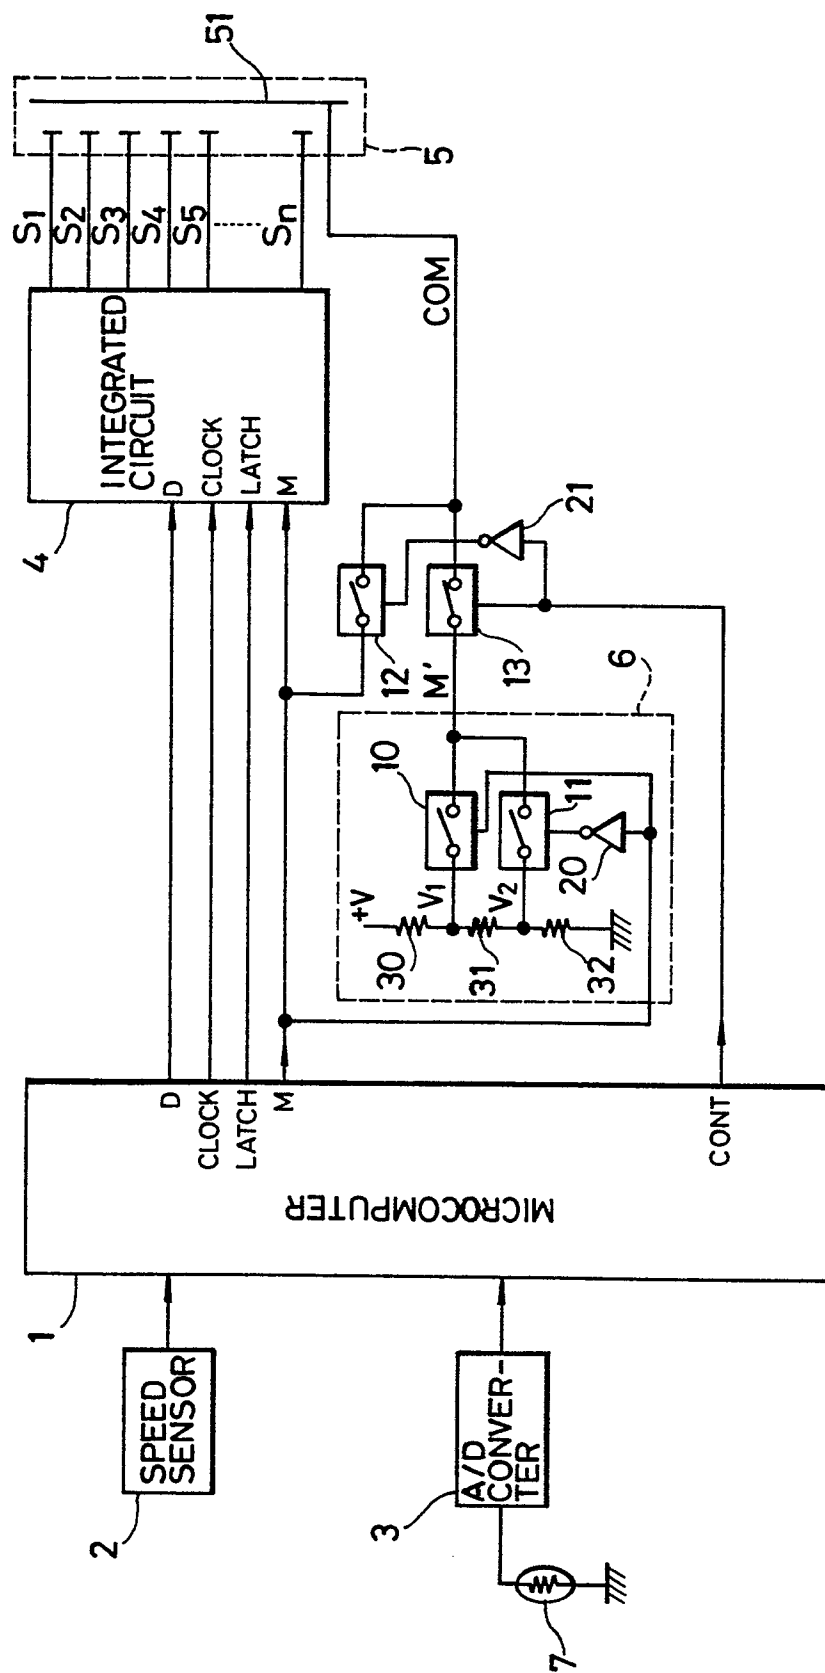 2
SPEED
SENSOR
1
MICROCOMPUTER
D
CLOCK
LATCH
M
CONT
3
A/D
CONVER-
TER
7
4
INTEGRATED
CIRCUIT
D
CLOCK
LATCH
M
S1
S2
S3
S4
S5
Sn
51
5
COM
12
M'
13
21
6
10
11
20
+V
V1
V2
30
31
32